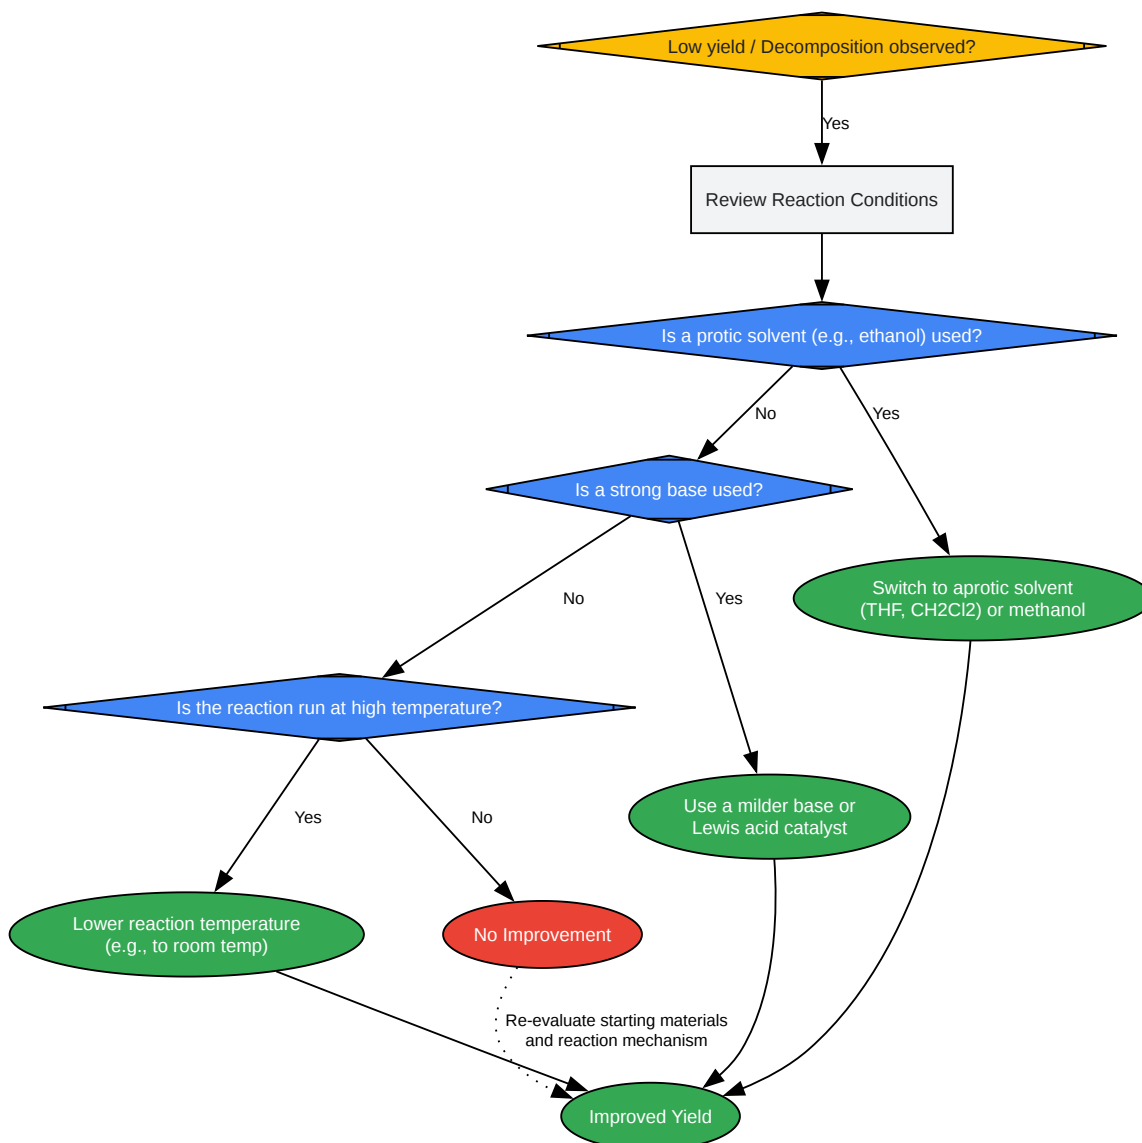 Low yield / Decomposition observed?
Yes
Review Reaction Conditions
Is a protic solvent (e.g., ethanol) used?
No
Yes
Is a strong base used?
No
Yes
Switch to aprotic solvent
(THF, CH2Cl2) or methanol
Is the reaction run at high temperature?
Yes
No
Use a milder base or
Lewis acid catalyst
Lower reaction temperature
(e.g., to room temp)
No Improvement
Re-evaluate starting materials
and reaction mechanism
Improved Yield